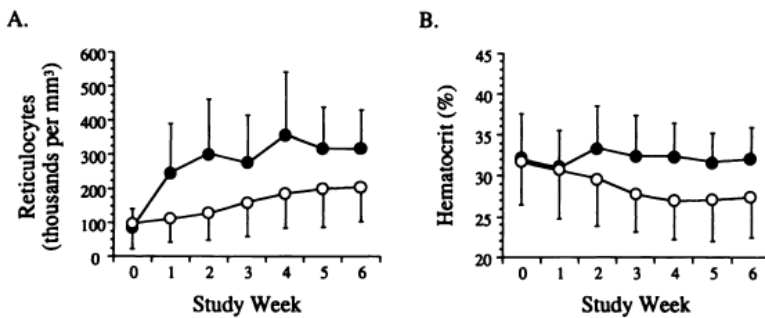 A.
Reticulocytes
(thousands per mm³)
600
500
400
300
200
100
0
0 1 2 3 4 5 6
Study Week
B.
Hematocrit (%)
45
40
35
30
25
20
0 1 2 3 4 5 6
Study Week